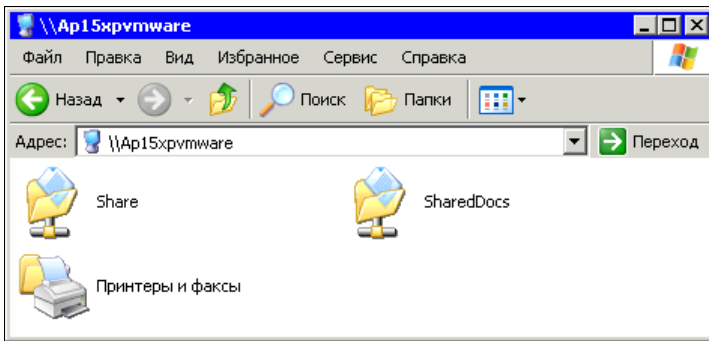 \\Ap15xpvmware
Файл Правка Вид Избранное Сервис Справка
Назад Поиск Папки
Адрес: \\Ap15xpvmware Переход
Share SharedDocs
Принтеры и факсы